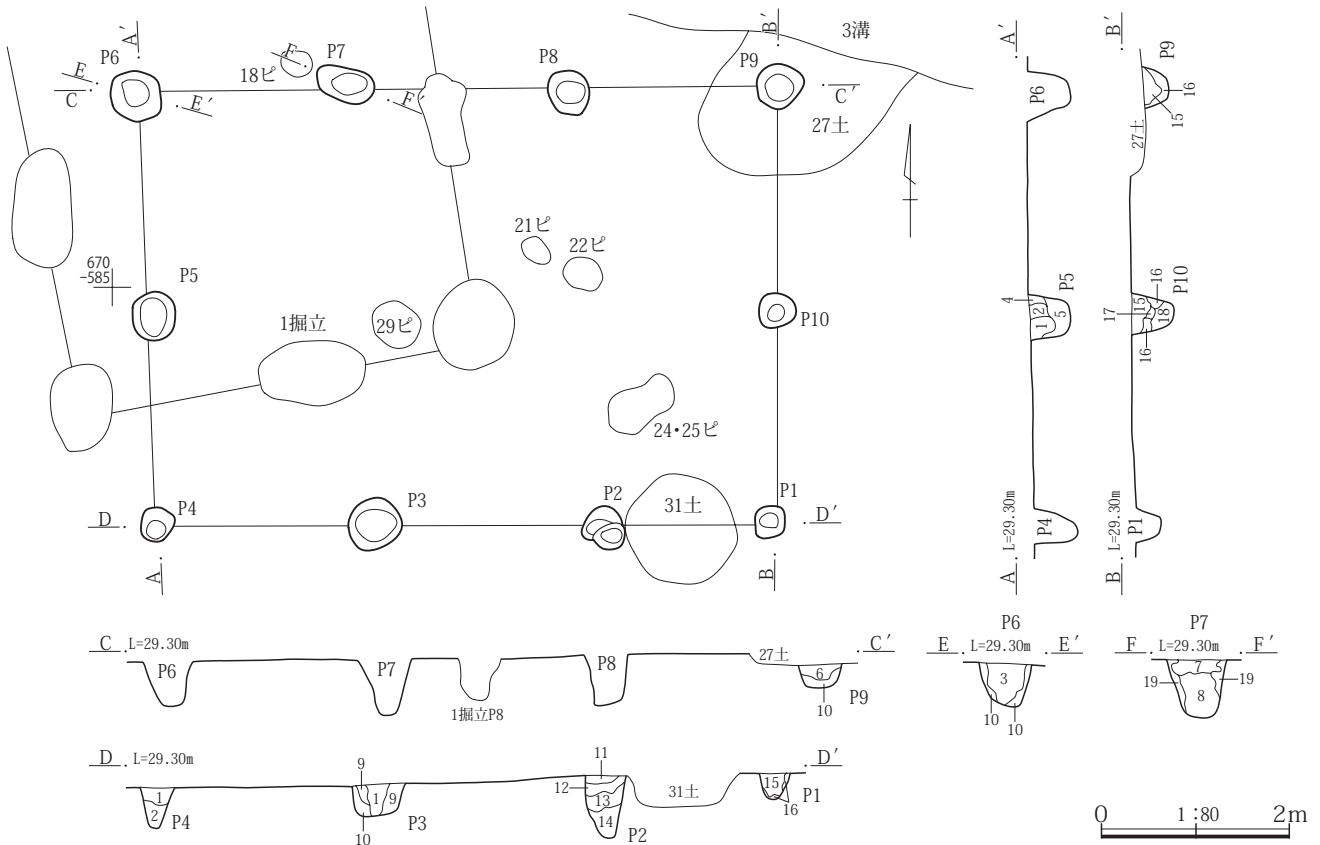 A′
B′
3溝
P6
18ピ
F
P7
P8
P9
E
C
E′
F′
C′
27土
21ピ
22ピ
670
-585
P5
1掘立
29ピ
P10
24・25ピ
P4
P3
P2
31土
P1
D
D′
A
B
A′
P6
4
2
1
5
P5
L=29.30m
P4
A
B′
P9
16
15
27土
17
15
16
18
16
P10
L=29.30m
P1
B
C
L=29.30m
C′
P6
P7
1掘立P8
P8
27土
6
10
P9
P6
E
L=29.30m
E′
3
10
10
P7
F
L=29.30m
F′
7
19
8
19
D
L=29.30m
D′
1
2
P4
9
1
9
10
P3
11
12
13
14
P2
31土
15
16
P1
0
1:80
2m